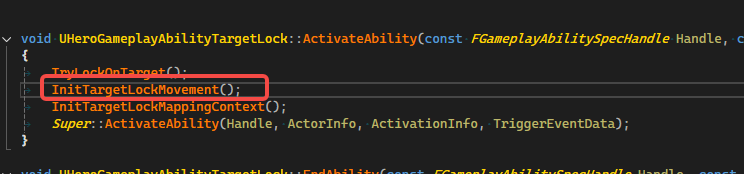 void UHeroGameplayAbilityTargetLock::ActivateAbility(const FGameplayAbilitySpecHandle Handle, c
{
TryLockOnTarget();
InitTargetLockMovement();
InitTargetLockMappingContext();
Super::ActivateAbility(Handle, ActorInfo, ActivationInfo, TriggerEventData);
}
void UHeroGameplayAbilityTargetLock::EndAbility(const FGameplayAbilitySpecHandle Handle, const